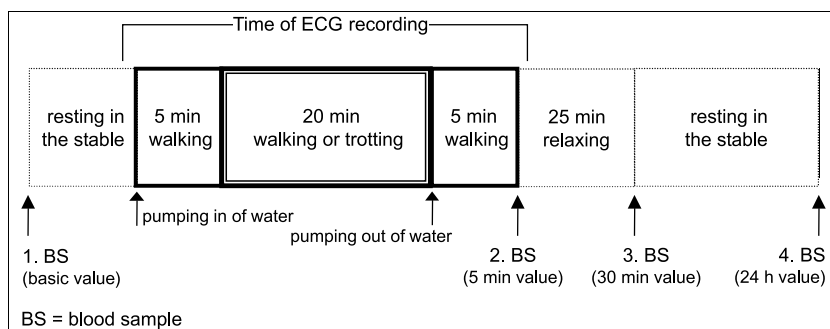 Time of ECG recording
resting in
the stable
5 min
walking
20 min
walking or trotting
5 min
walking
25 min
relaxing
resting in
the stable
pumping in of water
pumping out of water
1. BS
(basic value)
2. BS
(5 min value)
3. BS
(30 min value)
4. BS
(24 h value)
BS = blood sample